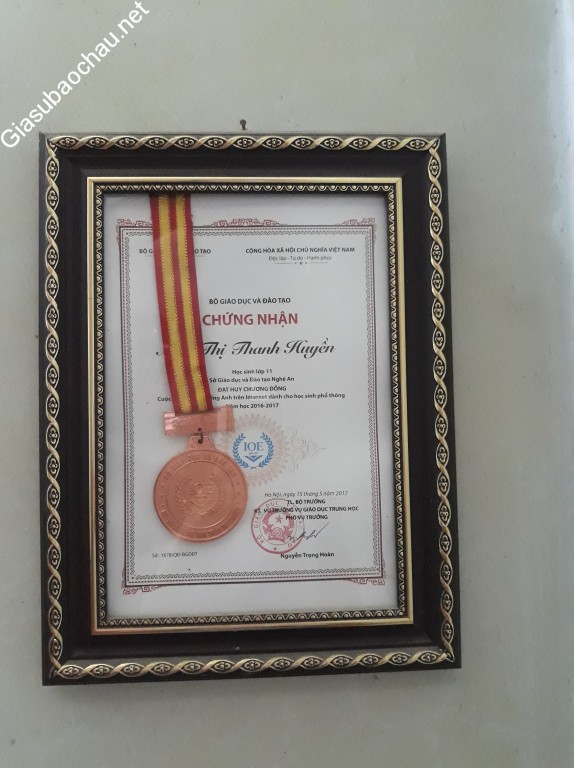 Giasubaochau.net
BỘ G TẠO
CỘNG HÒA XÃ HỘI CHỦ NGHĨA VIỆT NAM
Độc lập - Tự do - Hạnh phúc
BỘ GIÁO DỤC VÀ ĐÀO TẠO
CHỨNG NHẬN
Thị Thanh Huyền
Học sinh lớp 11
Sở Giáo dục và Đào tạo Nghệ An
ĐẠT HUY CHƯƠNG ĐỒNG
Cuộc Anh trên Internet dành cho học sinh phổ thông
Năm học 2016-2017
IOE
Hà Nội, ngày 15 tháng 5 năm 2017
TL. BỘ TRƯỞNG
KT. VỤ TRƯỞNG VỤ GIÁO DỤC TRUNG HỌC
PHÓ VỤ TRƯỞNG
Số: 1678/QĐ-BGDĐT
Nguyễn Trọng Hoàn